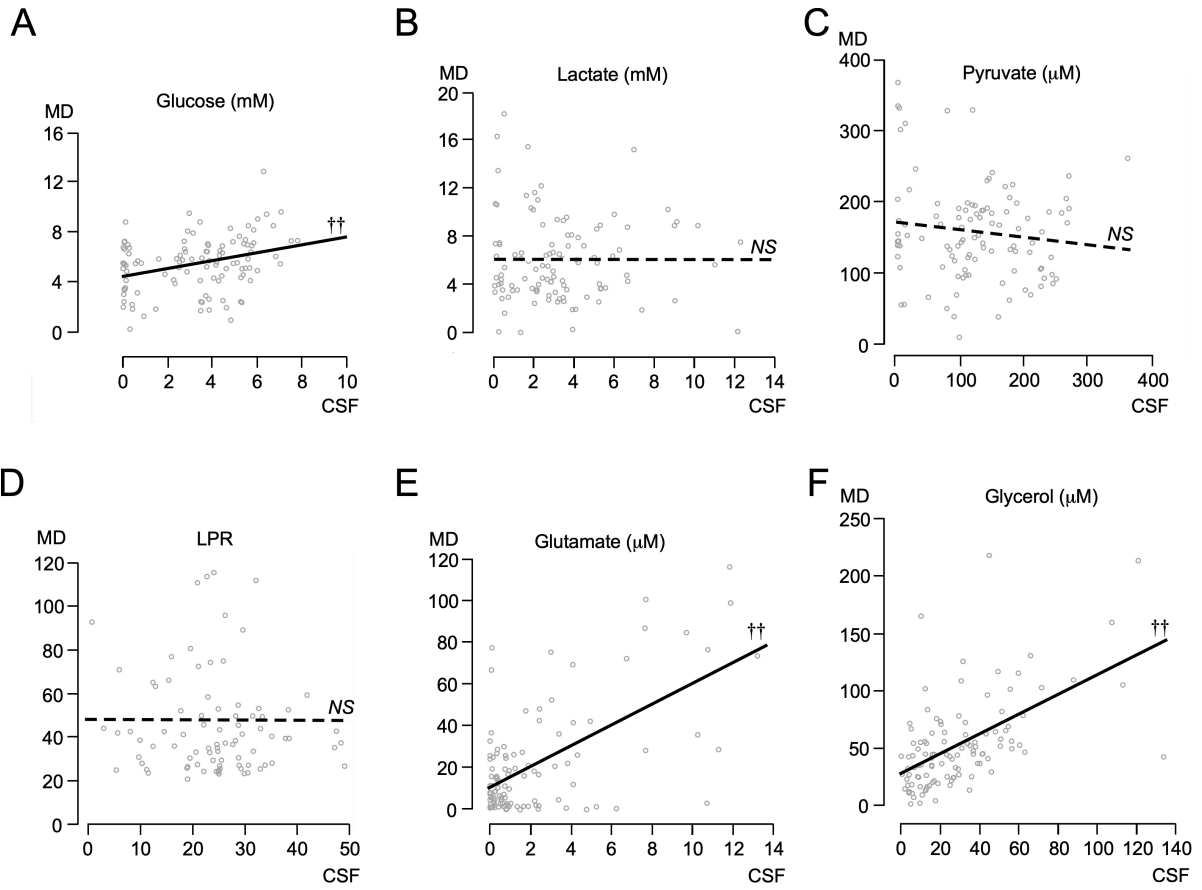 A
B
C
MD
Glucose (mM)
16
12
8
4
0
††
0 2 4 6 8 10
CSF
MD
Lactate (mM)
20
16
12
8
4
0
NS
0 2 4 6 8 10 12 14
CSF
MD
Pyruvate (μM)
400
300
200
100
0
NS
0 100 200 300 400
CSF
D
E
F
MD
LPR
120
100
80
60
40
20
0
NS
0 10 20 30 40 50
CSF
MD
Glutamate (μM)
120
100
80
60
40
20
0
††
0 2 4 6 8 10 12 14
CSF
MD
Glycerol (μM)
250
200
150
100
50
0
††
0 20 40 60 80 100 120 140
CSF